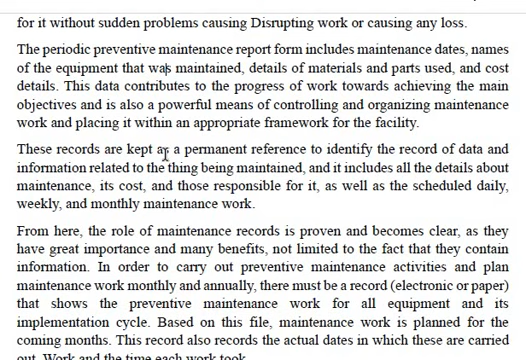 for it without sudden problems causing Disrupting work or causing any loss.
The periodic preventive maintenance report form includes maintenance dates, names
of the equipment that was maintained, details of materials and parts used, and cost
details. This data contributes to the progress of work towards achieving the main
objectives and is also a powerful means of controlling and organizing maintenance
work and placing it within an appropriate framework for the facility.
These records are kept as a permanent reference to identify the record of data and
information related to the thing being maintained, and it includes all the details about
maintenance, its cost, and those responsible for it, as well as the scheduled daily,
weekly, and monthly maintenance work.
From here, the role of maintenance records is proven and becomes clear, as they
have great importance and many benefits, not limited to the fact that they contain
information. In order to carry out preventive maintenance activities and plan
maintenance work monthly and annually, there must be a record (electronic or paper)
that shows the preventive maintenance work for all equipment and its
implementation cycle. Based on this file, maintenance work is planned for the
coming months. This record also records the actual dates in which these are carried
out. Work and the time each work took.